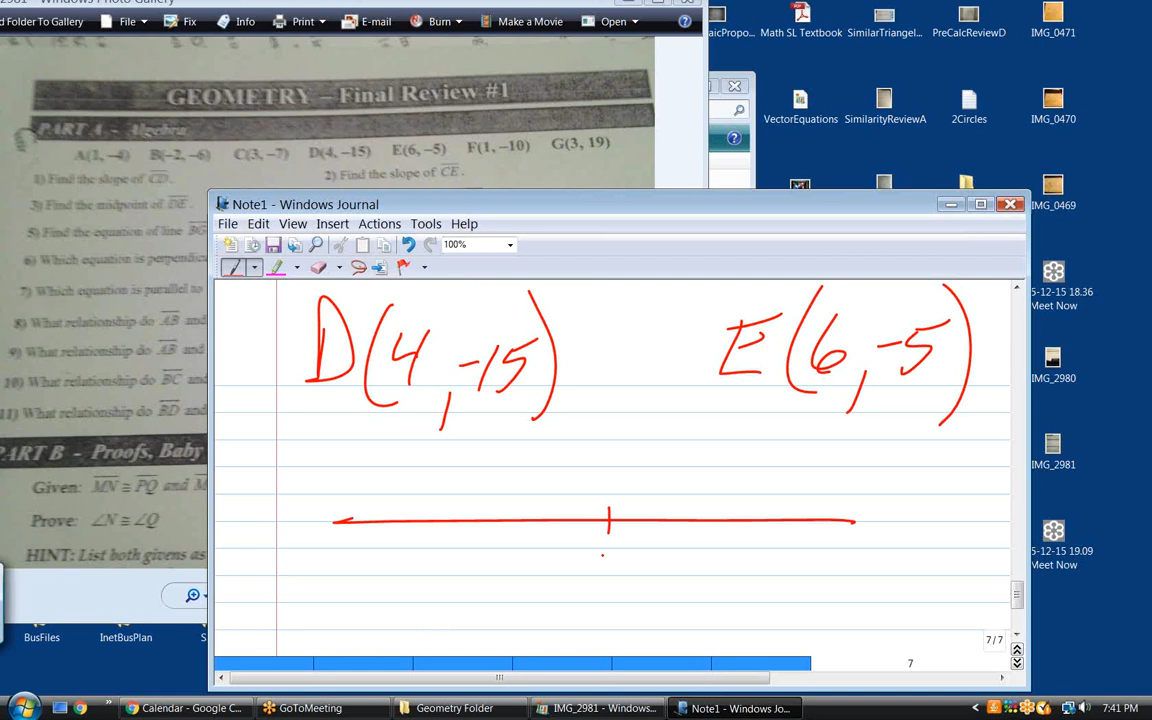 2981 - Windows Photo Gallery
Add Folder To Gallery File Fix Info Print E-mail Burn Make a Movie Open
GEOMETRY – Final Review #1
PART A - Algebra
A(1, -4) B(-2, -6) C(3, -7) D(4, -15) E(6, -5) F(1, -10) G(3, 19)
1) Find the slope of CD.
2) Find the slope of CE.
3) Find the midpoint of DE
5) Find the equation of line BG
6) Which equation is perpendic
7) Which equation is parallel to
8) What relationship do AB and
9) What relationship do AB and
10) What relationship do BC and
11) What relationship do BD and
PART B - Proofs, Baby
Given: MN ≅ PQ and M
Prove: ∠N ≅ ∠Q
HINT: List both givens as
Note1 - Windows Journal
File Edit View Insert Actions Tools Help
100%
D(4, -15) E(6, -5)
7/7
7
aicPropo...
Math SL Textbook
SimilarTriangel...
PreCalcReviewD
IMG_0471
VectorEquations
SimilarityReviewA
2Circles
IMG_0470
IMG_0469
5-12-15 18.36
Meet Now
IMG_2980
IMG_2981
5-12-15 19.09
Meet Now
BusFiles
InetBusPlan
S
Calendar - Google C...
GoToMeeting
Geometry Folder
IMG_2981 - Windows...
Note1 - Windows Jo...
7:41 PM